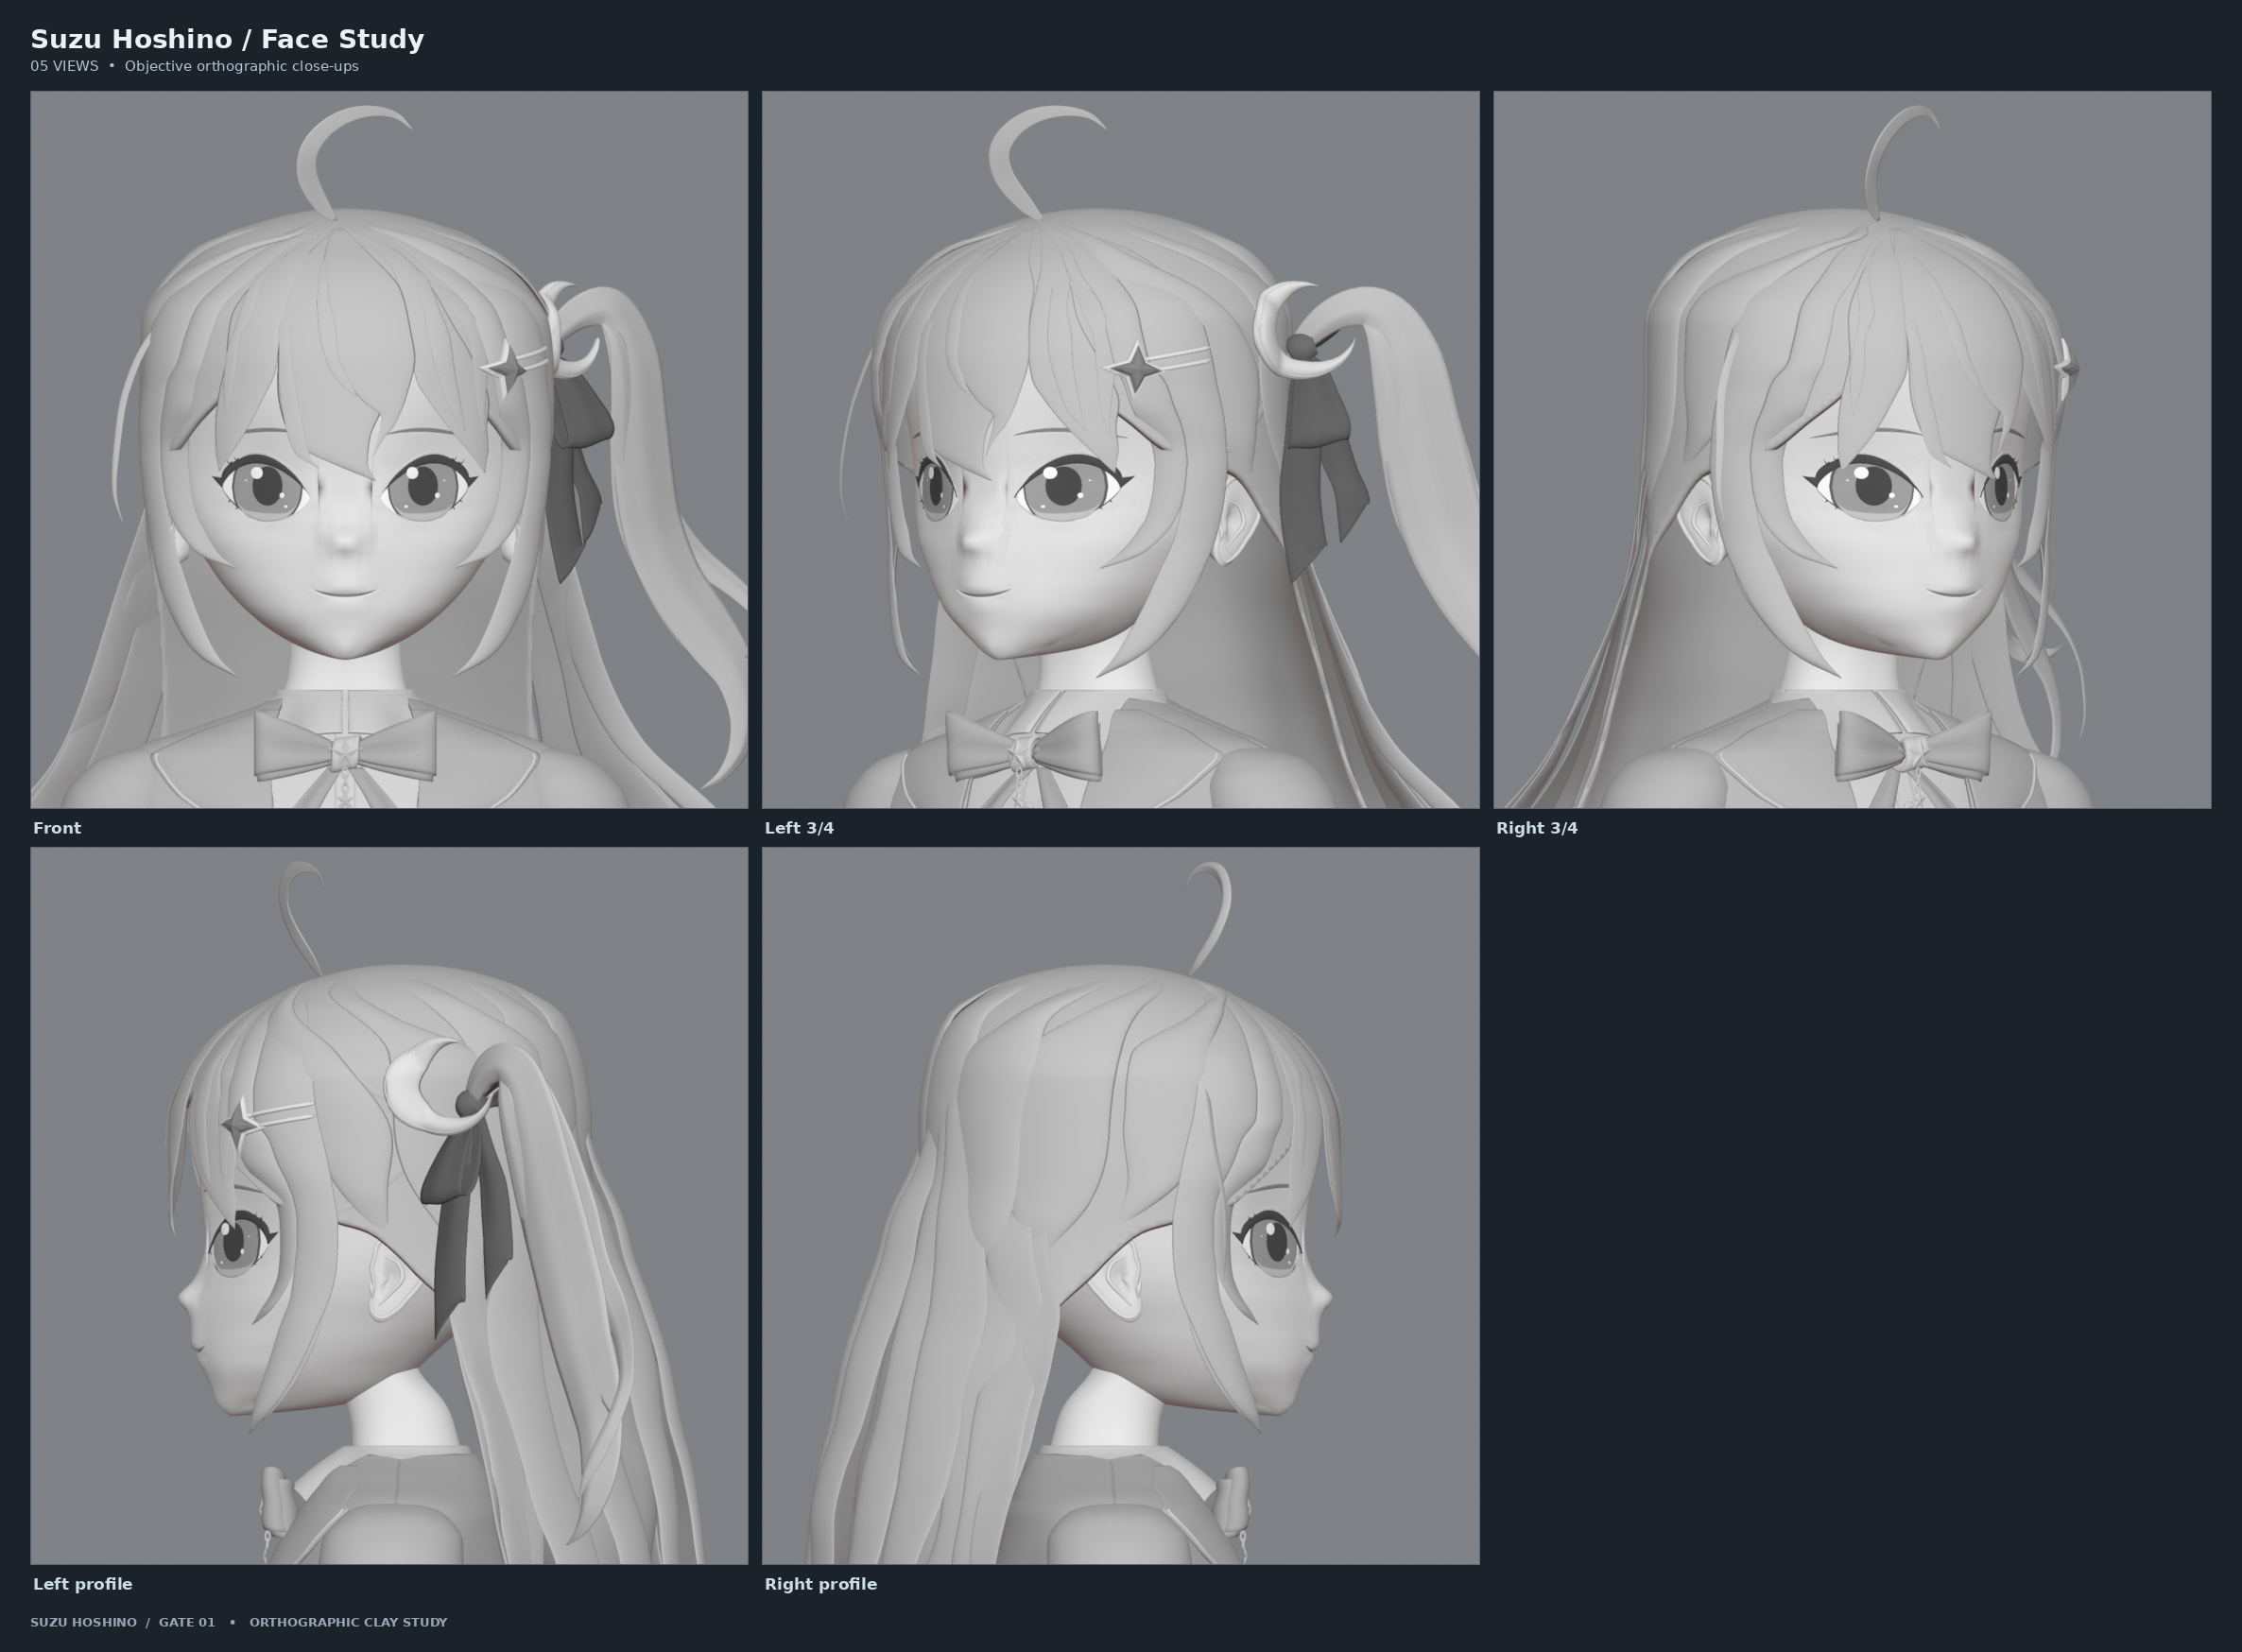 Suzu Hoshino / Face Study
05 VIEWS • Objective orthographic close-ups
Front
Left 3/4
Right 3/4
Left profile
Right profile
SUZU HOSHINO / GATE 01 • ORTHOGRAPHIC CLAY STUDY